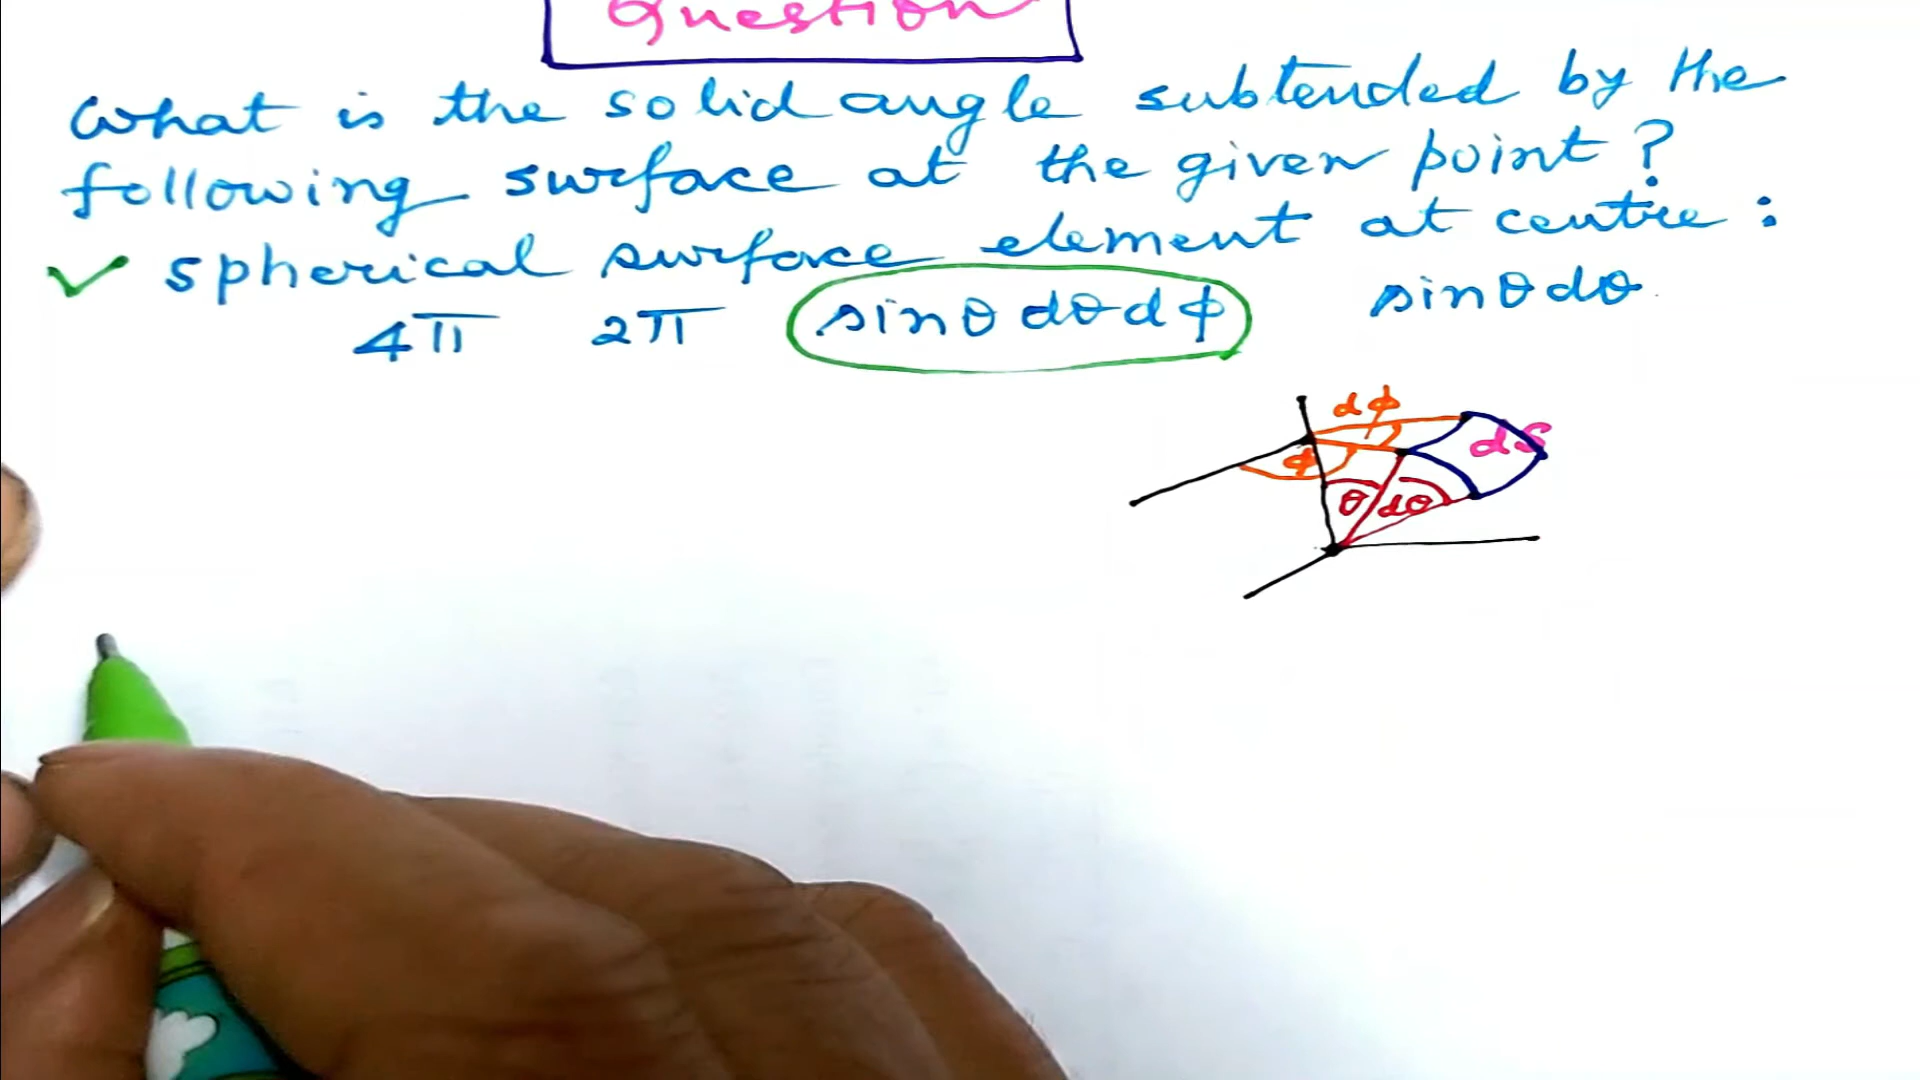 Question
What is the solid angle subtended by the
following surface at the given point?
✓ spherical surface element at centre:
4π 2π sinθ dθ dϕ sinθ dθ
dϕ
dS
ϕ
θ dθ